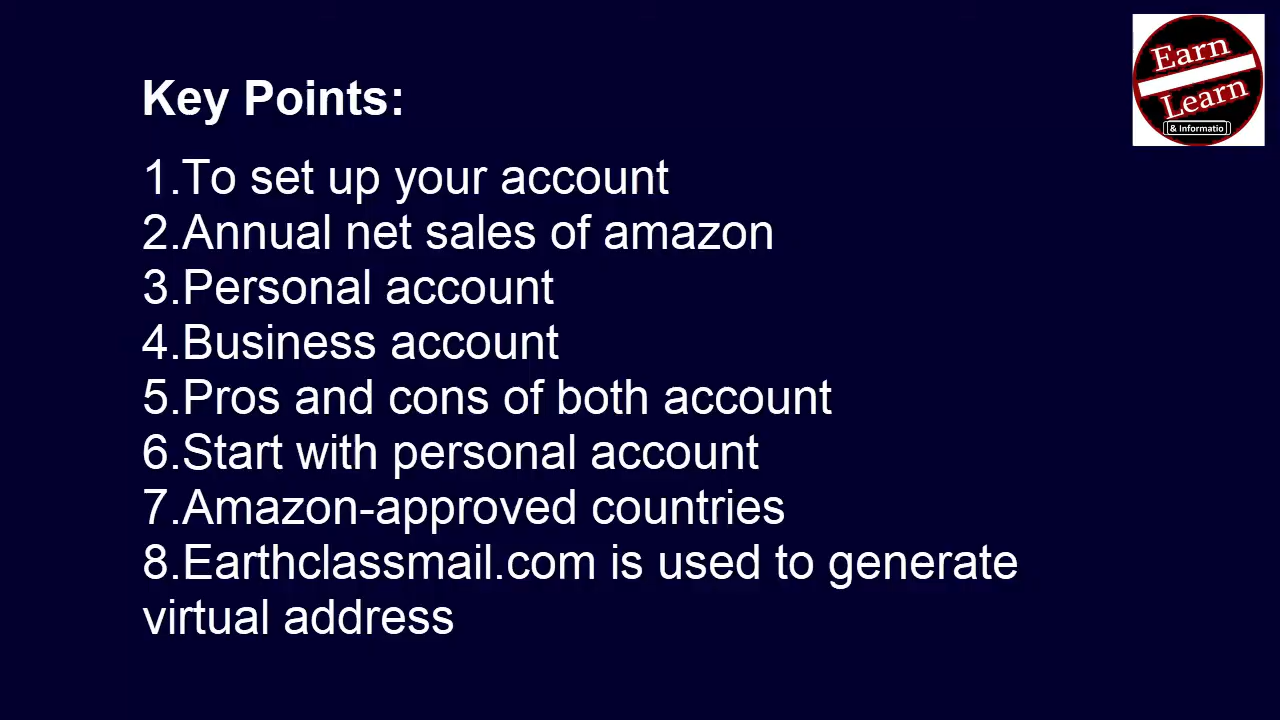 Earn
Learn
& Informatio
Key Points:
1.To set up your account
2.Annual net sales of amazon
3.Personal account
4.Business account
5.Pros and cons of both account
6.Start with personal account
7.Amazon-approved countries
8.Earthclassmail.com is used to generate
virtual address